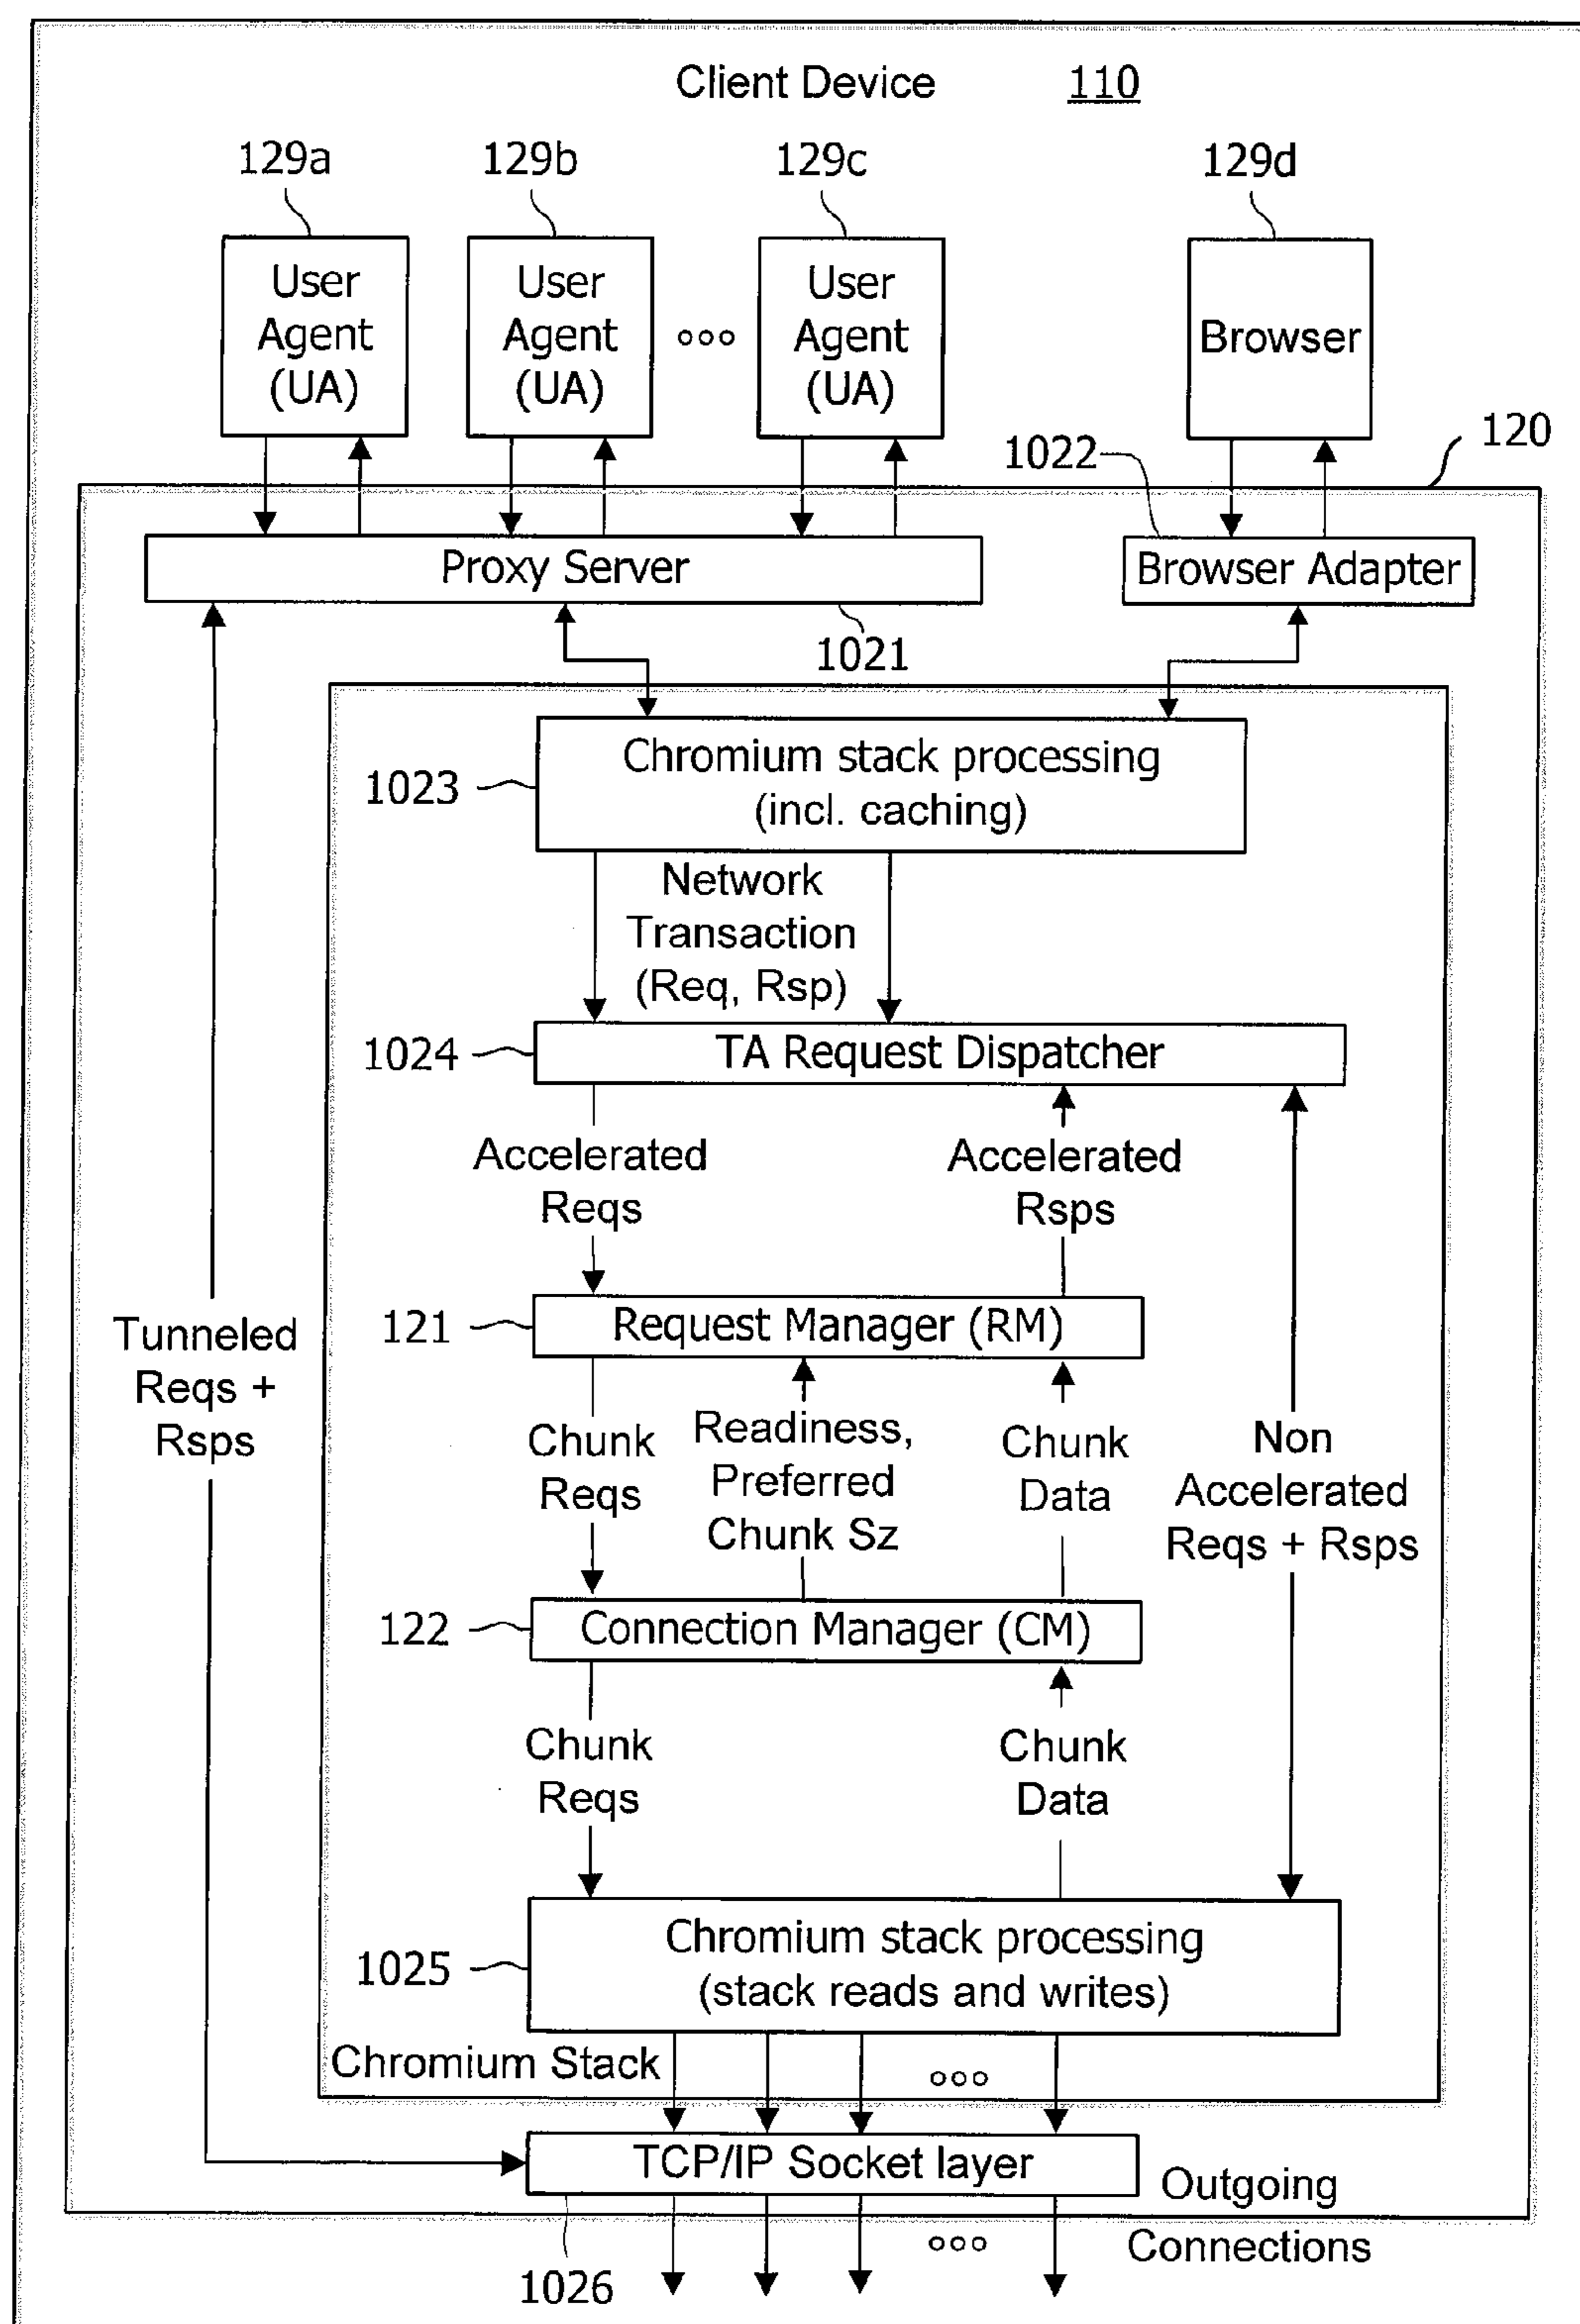 Client Device 110
129a 129b 129c 129d
User
Agent
(UA)
User
Agent
(UA)
User
Agent
(UA)
Browser
120
1022
Proxy Server
Browser Adapter
1021
Chromium stack processing
(incl. caching)
1023
Network
Transaction
(Req, Rsp)
1024
TA Request Dispatcher
Accelerated
Reqs
Accelerated
Rsps
121
Request Manager (RM)
Tunneled
Reqs +
Rsps
Chunk
Reqs
Readiness,
Preferred
Chunk Sz
Chunk
Data
Non
Accelerated
Reqs + Rsps
122
Connection Manager (CM)
Chunk
Reqs
Chunk
Data
Chromium stack processing
(stack reads and writes)
1025
Chromium Stack
TCP/IP Socket layer
Outgoing
Connections
1026